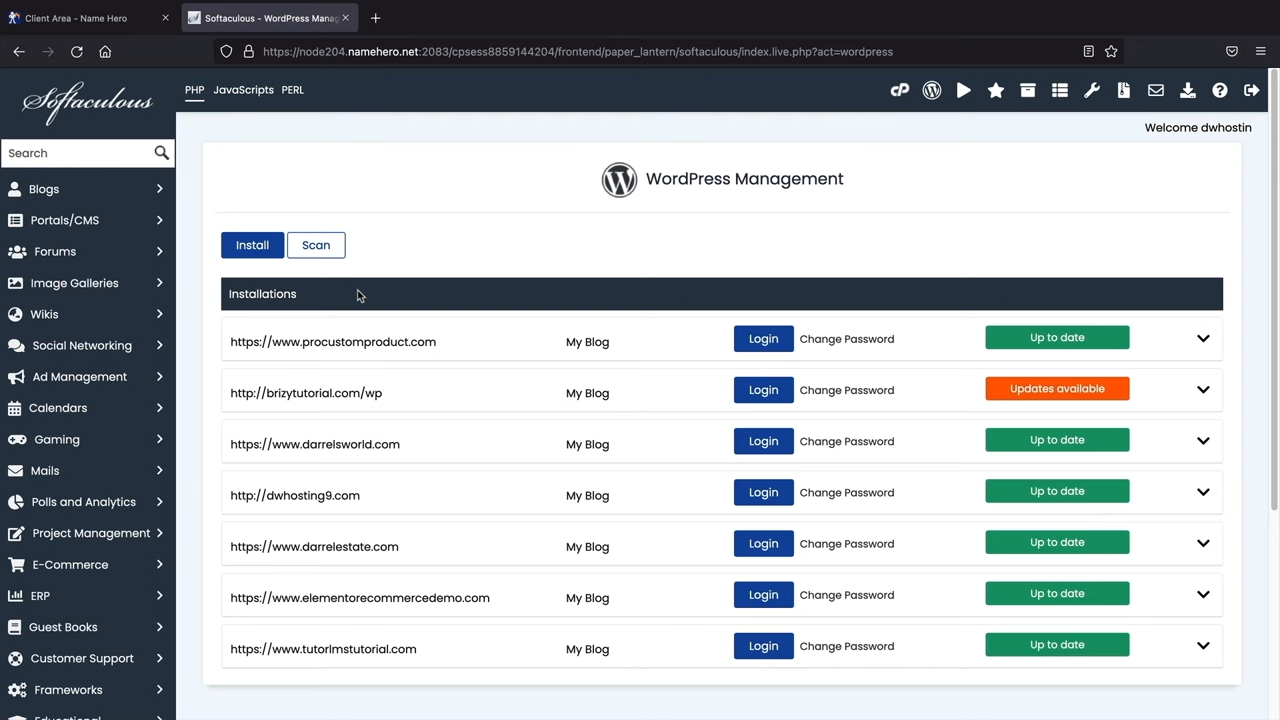 Client Area - Name Hero
Softaculous - WordPress Manag
https://node204.namehero.net:2083/cpsess8859144204/frontend/paper_lantern/softaculous/index.live.php?act=wordpress
Softaculous
PHP JavaScripts PERL
cP
Welcome dwhostin
Search
Blogs
Portals/CMS
Forums
Image Galleries
Wikis
Social Networking
Ad Management
Calendars
Gaming
Mails
Polls and Analytics
Project Management
E-Commerce
ERP
Guest Books
Customer Support
Frameworks
Educational
WordPress Management
Install Scan
Installations
https://www.procustomproduct.com My Blog Login Change Password Up to date
http://brizytutorial.com/wp My Blog Login Change Password Updates available
https://www.darrelsworld.com My Blog Login Change Password Up to date
http://dwhosting9.com My Blog Login Change Password Up to date
https://www.darrelestate.com My Blog Login Change Password Up to date
https://www.elementorecommercedemo.com My Blog Login Change Password Up to date
https://www.tutorlmstutorial.com My Blog Login Change Password Up to date